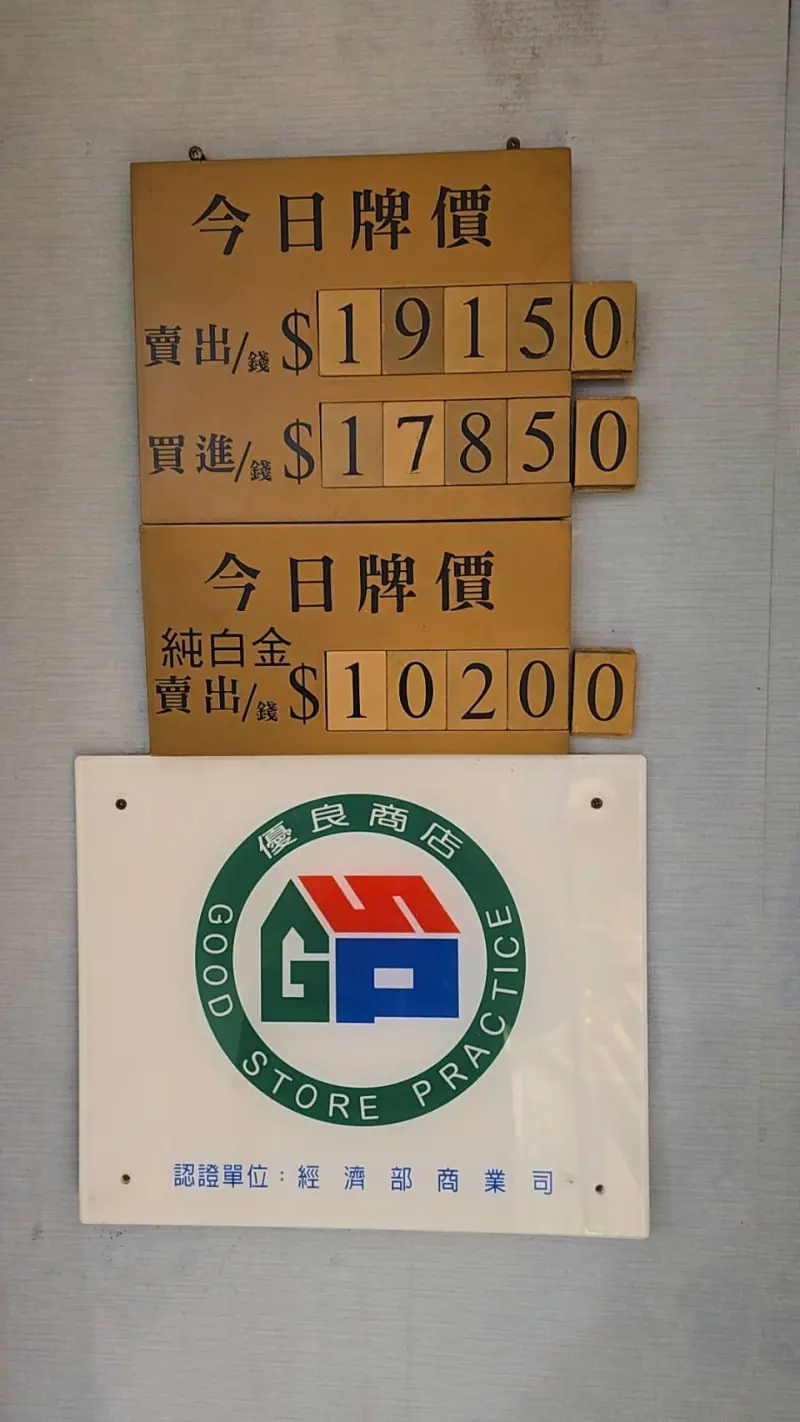 今日牌價
賣出/錢 $19150
買進/錢 $17850
今日牌價
純白金
賣出/錢 $10200
優良商店
GSP
GOOD STORE PRACTICE
認證單位：經濟部商業司